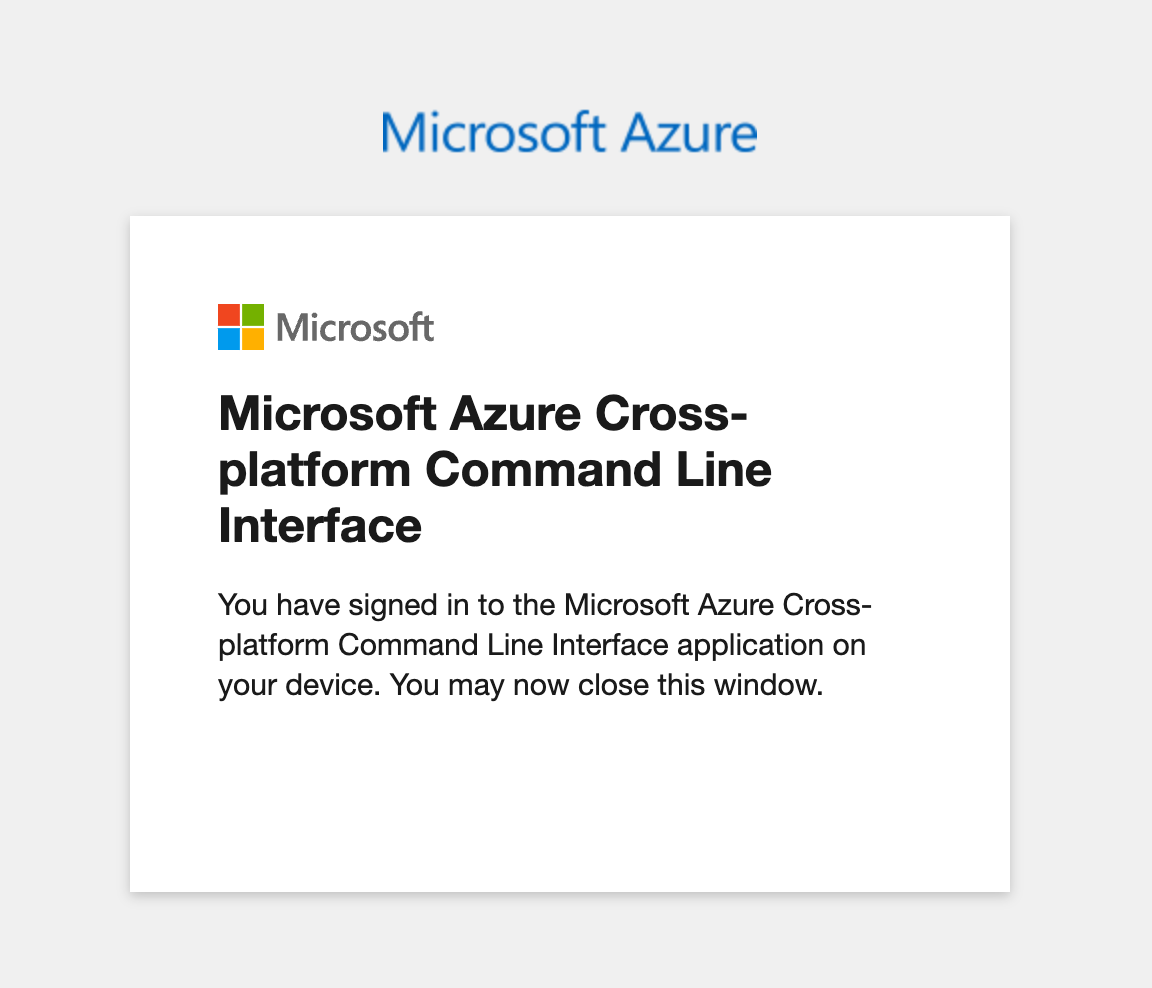 Microsoft Azure
Microsoft
Microsoft Azure Cross-
platform Command Line
Interface
You have signed in to the Microsoft Azure Cross-
platform Command Line Interface application on
your device. You may now close this window.